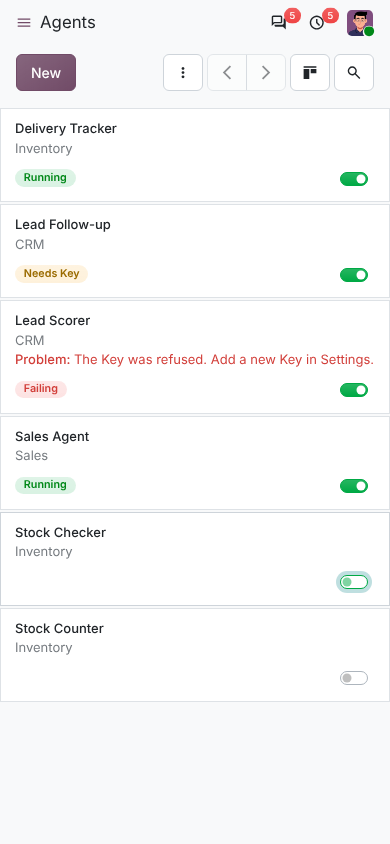 Agents
5
5
New
Delivery Tracker
Inventory
Running
Lead Follow-up
CRM
Needs Key
Lead Scorer
CRM
Problem: The Key was refused. Add a new Key in Settings.
Failing
Sales Agent
Sales
Running
Stock Checker
Inventory
Stock Counter
Inventory